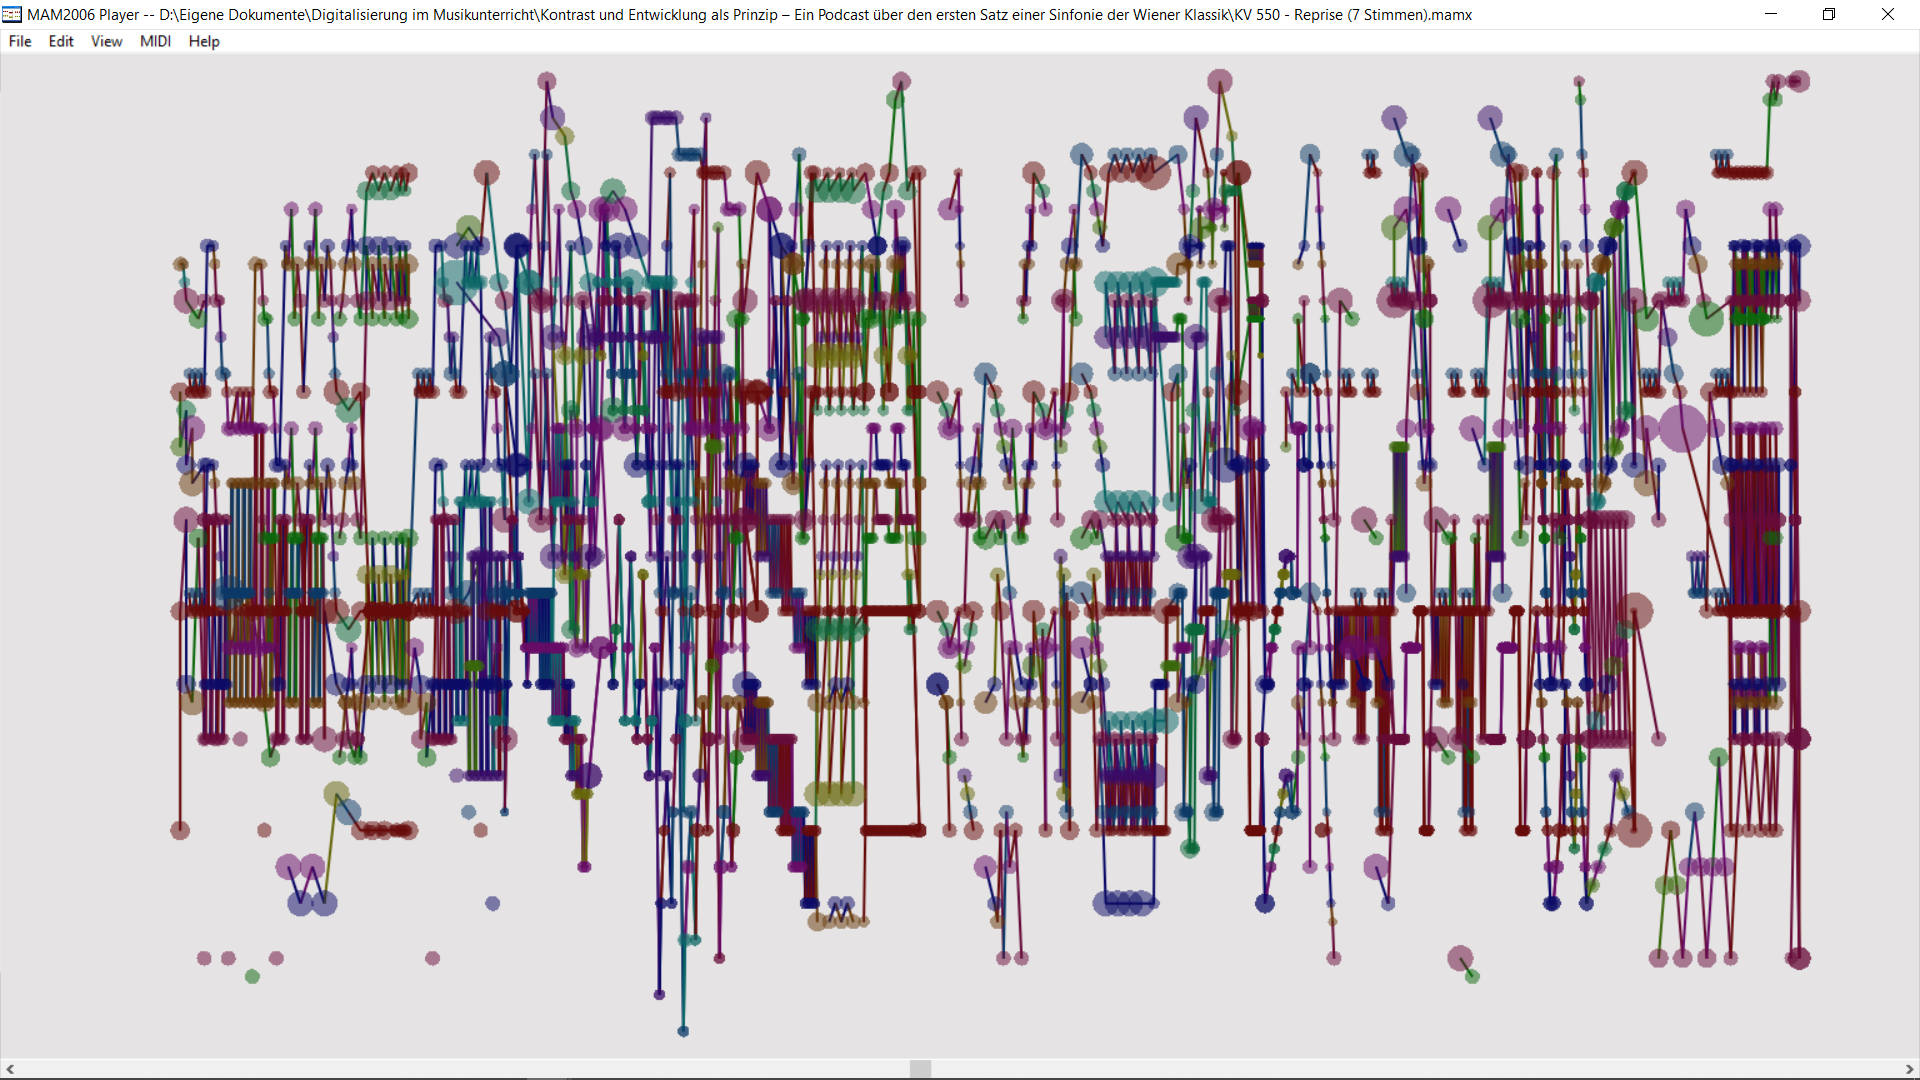 MAM2006 Player -- D:\Eigene Dokumente\Digitalisierung im Musikunterricht\Kontrast und Entwicklung als Prinzip – Ein Podcast über den ersten Satz einer Sinfonie der Wiener Klassik\KV 550 - Reprise (7 Stimmen).mamx
File Edit View MIDI Help